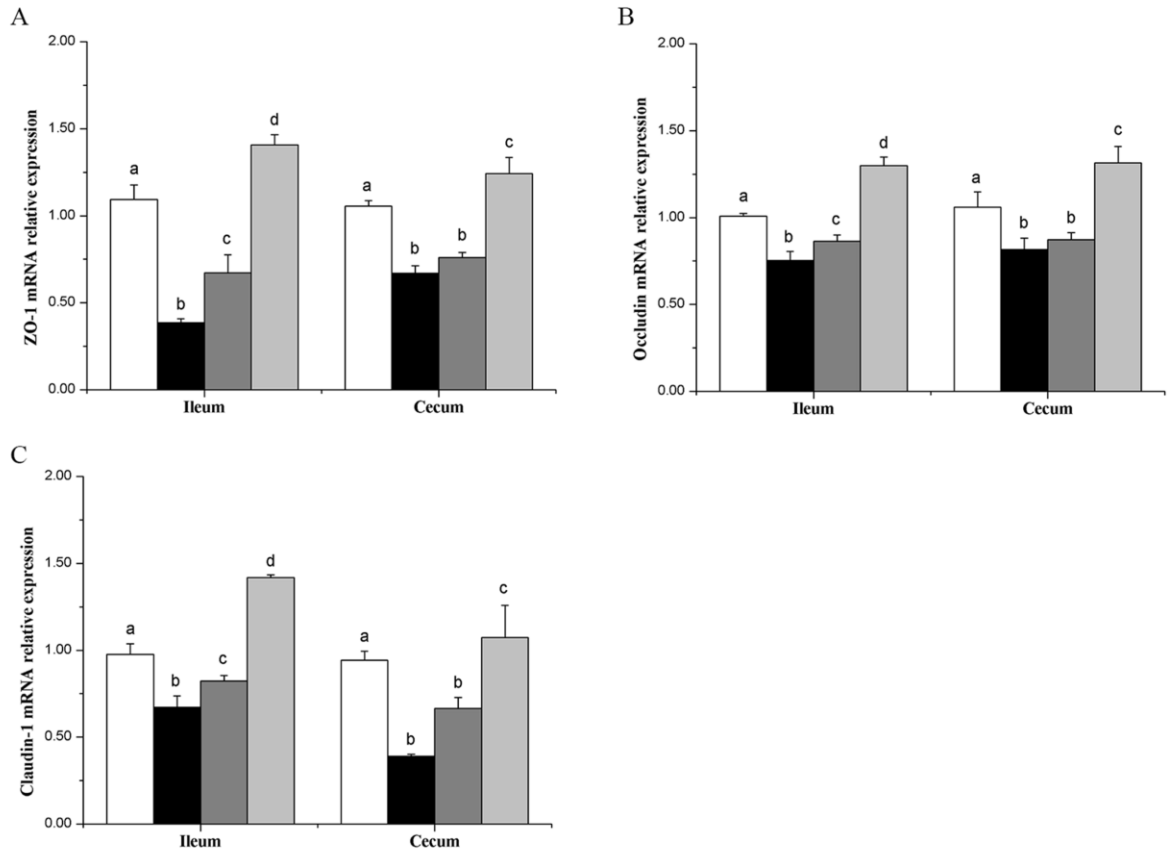 A
2.00
1.50
1.00
0.50
0.00
ZO-1 mRNA relative expression
a
b
c
d
a
b
b
c
Ileum
Cecum
B
2.00
1.50
1.00
0.50
0.00
Occludin mRNA relative expression
a
b
c
d
a
b
b
c
Ileum
Cecum
C
2.00
1.50
1.00
0.50
0.00
Claudin-1 mRNA relative expression
a
b
c
d
a
b
b
c
Ileum
Cecum